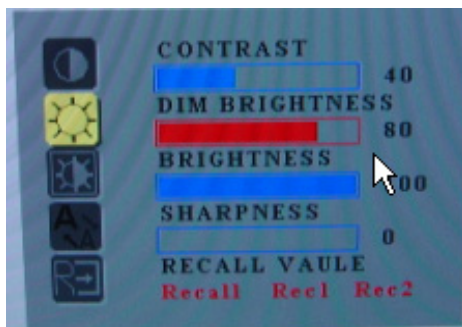 CONTRAST
40
DIM BRIGHTNESS
80
BRIGHTNESS
00
SHARPNESS
0
RECALL VAULE
Recall Rec1 Rec2